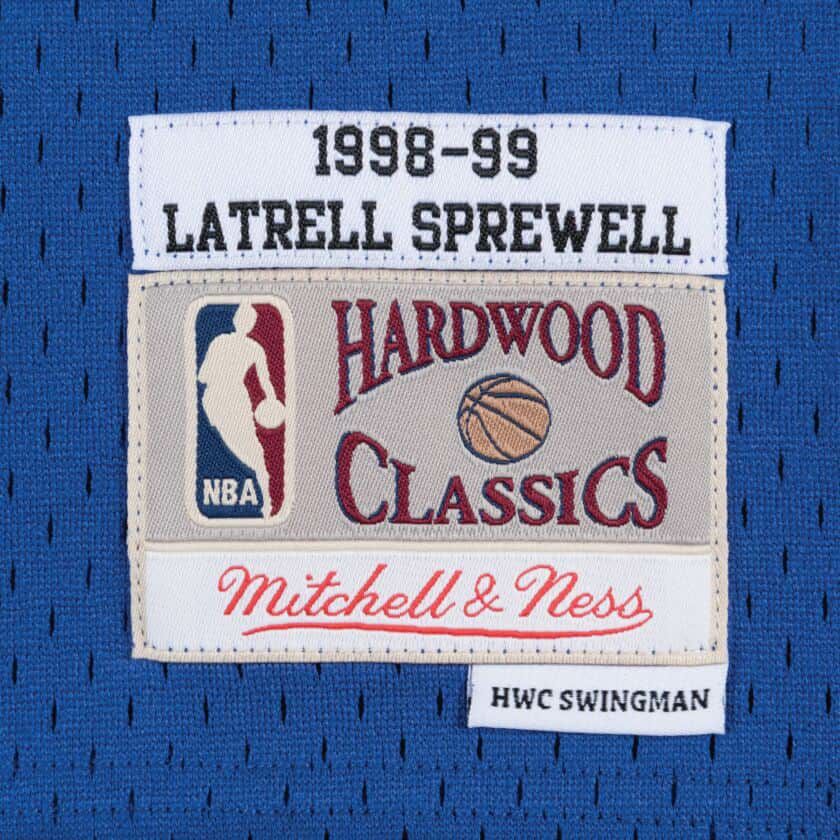 1998-99
LATRELL SPREWELL
HARDWOOD
CLASSICS
NBA
Mitchell & Ness
HWC SWINGMAN